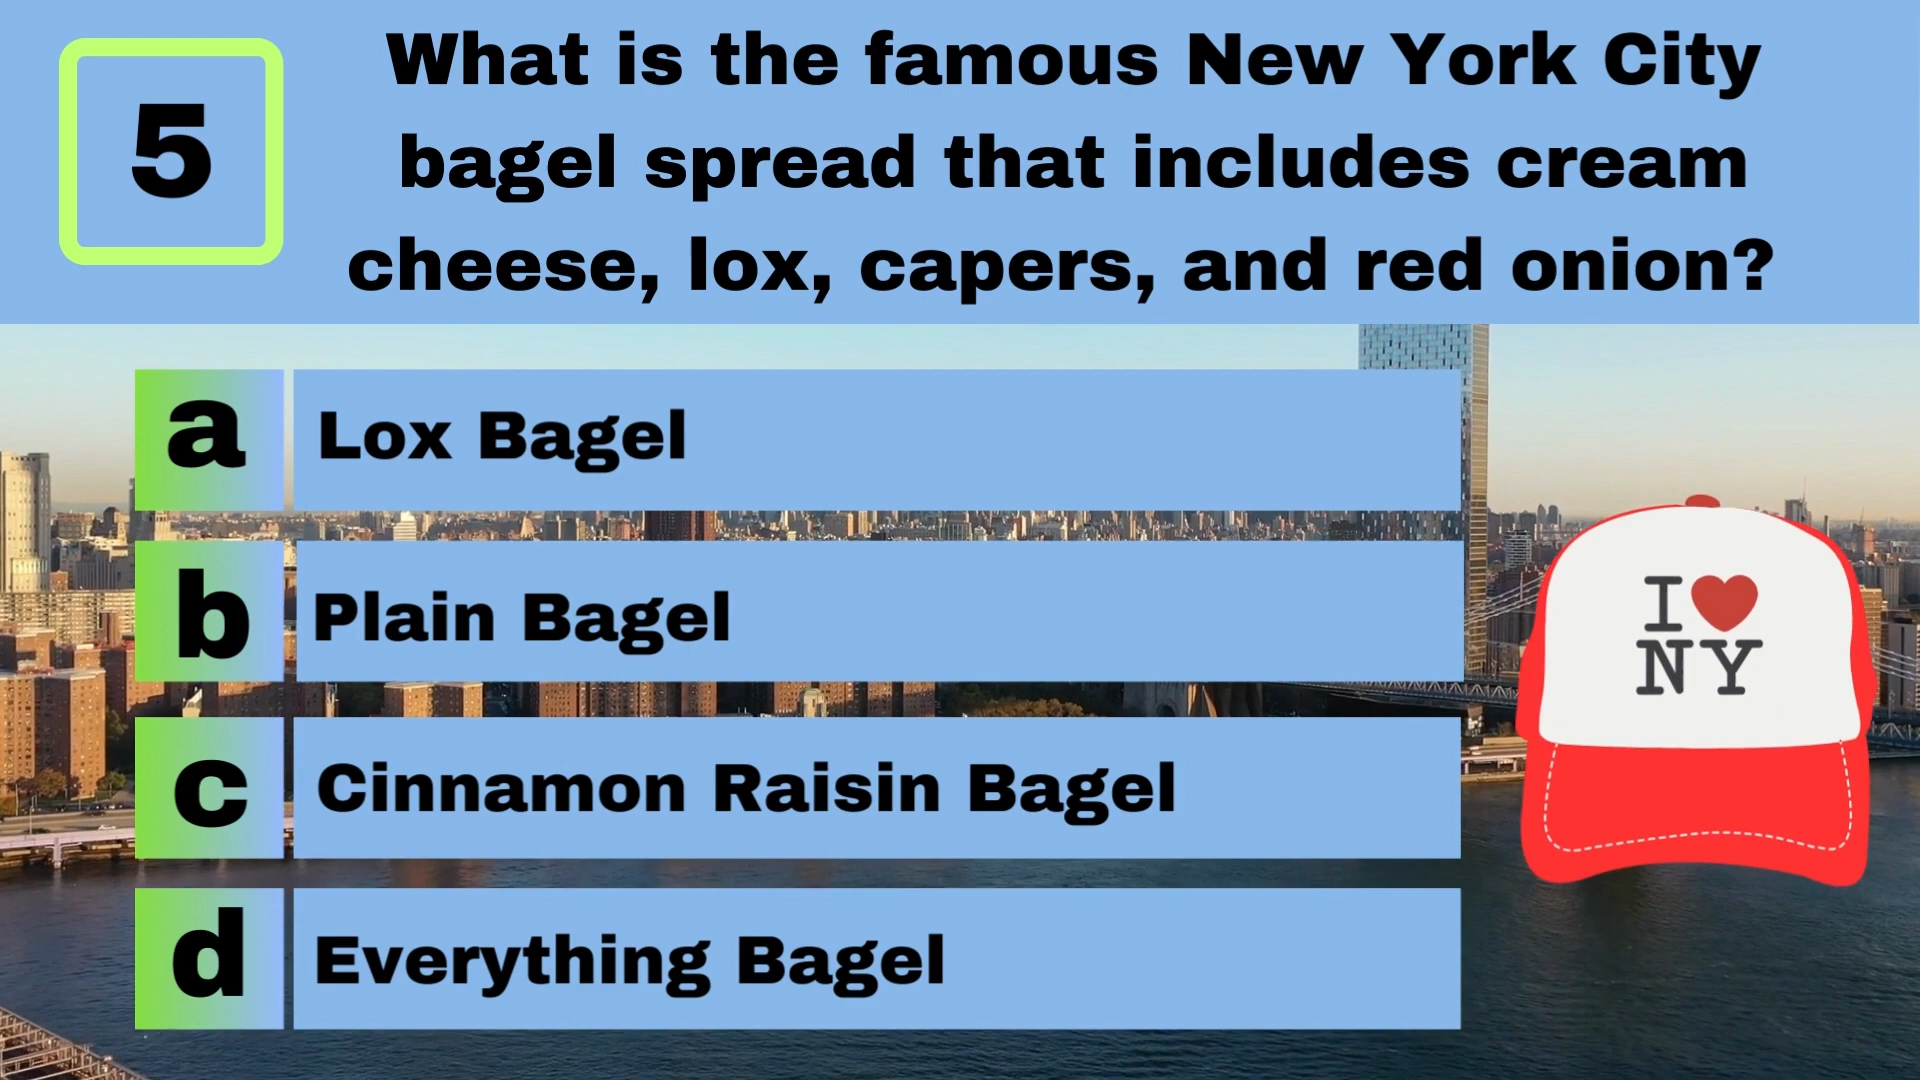 5
What is the famous New York City
bagel spread that includes cream
cheese, lox, capers, and red onion?
a
Lox Bagel
b
Plain Bagel
c
Cinnamon Raisin Bagel
d
Everything Bagel
I❤
NY